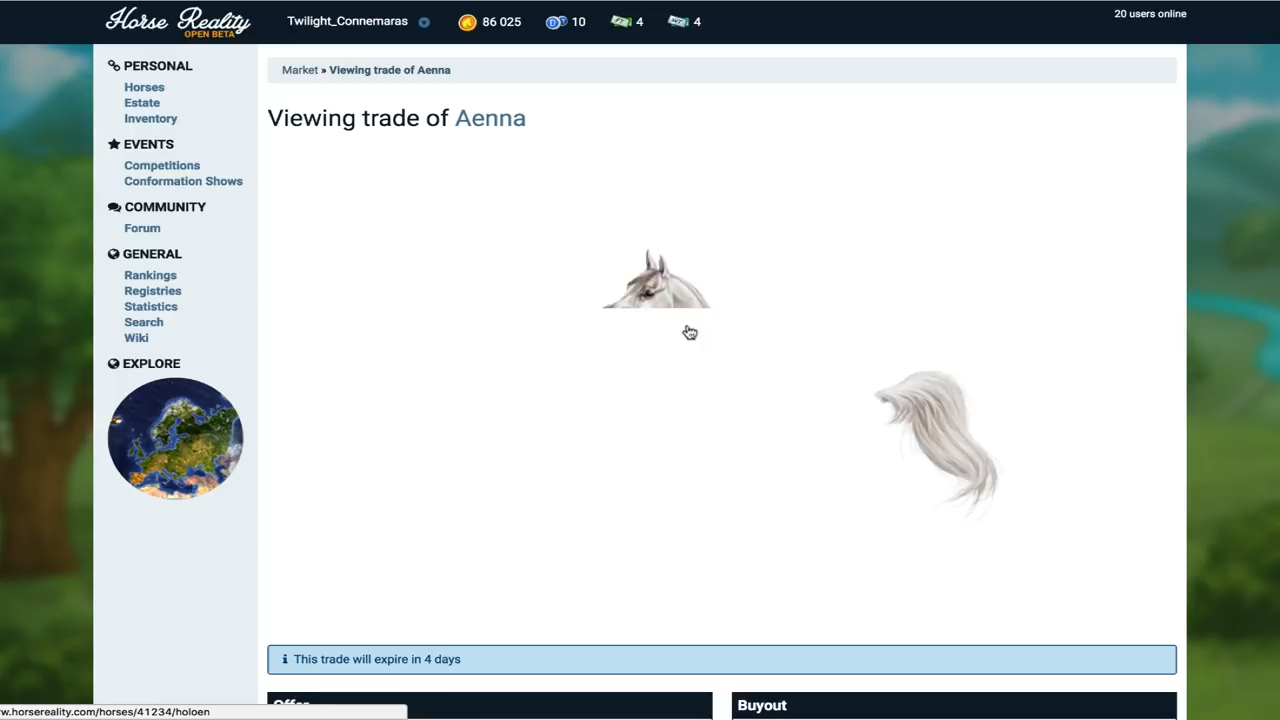 Horse Reality
OPEN BETA
Twilight_Connemaras
86 025
10
4
4
20 users online
PERSONAL
Horses
Estate
Inventory
EVENTS
Competitions
Conformation Shows
COMMUNITY
Forum
GENERAL
Rankings
Registries
Statistics
Search
Wiki
EXPLORE
Market » Viewing trade of Aenna
Viewing trade of Aenna
This trade will expire in 4 days
Offer
Buyout
w.horsereality.com/horses/41234/holoen